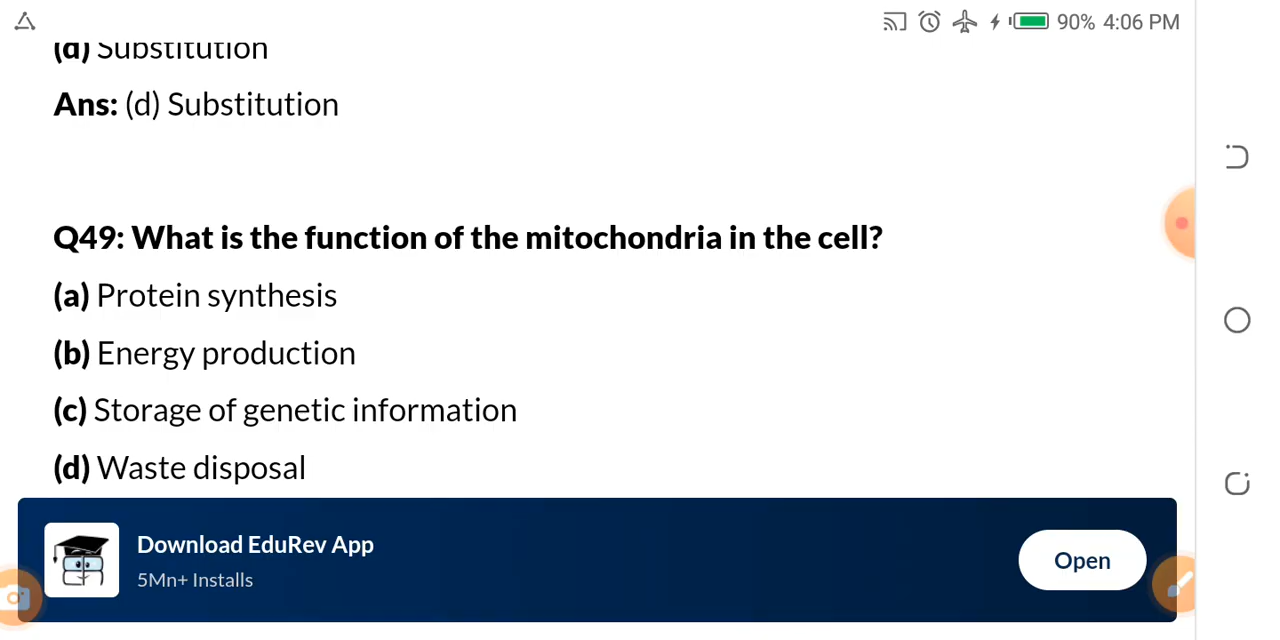 90% 4:06 PM
(d) Substitution
Ans: (d) Substitution
Q49: What is the function of the mitochondria in the cell?
(a) Protein synthesis
(b) Energy production
(c) Storage of genetic information
(d) Waste disposal
Download EduRev App
5Mn+ Installs
Open